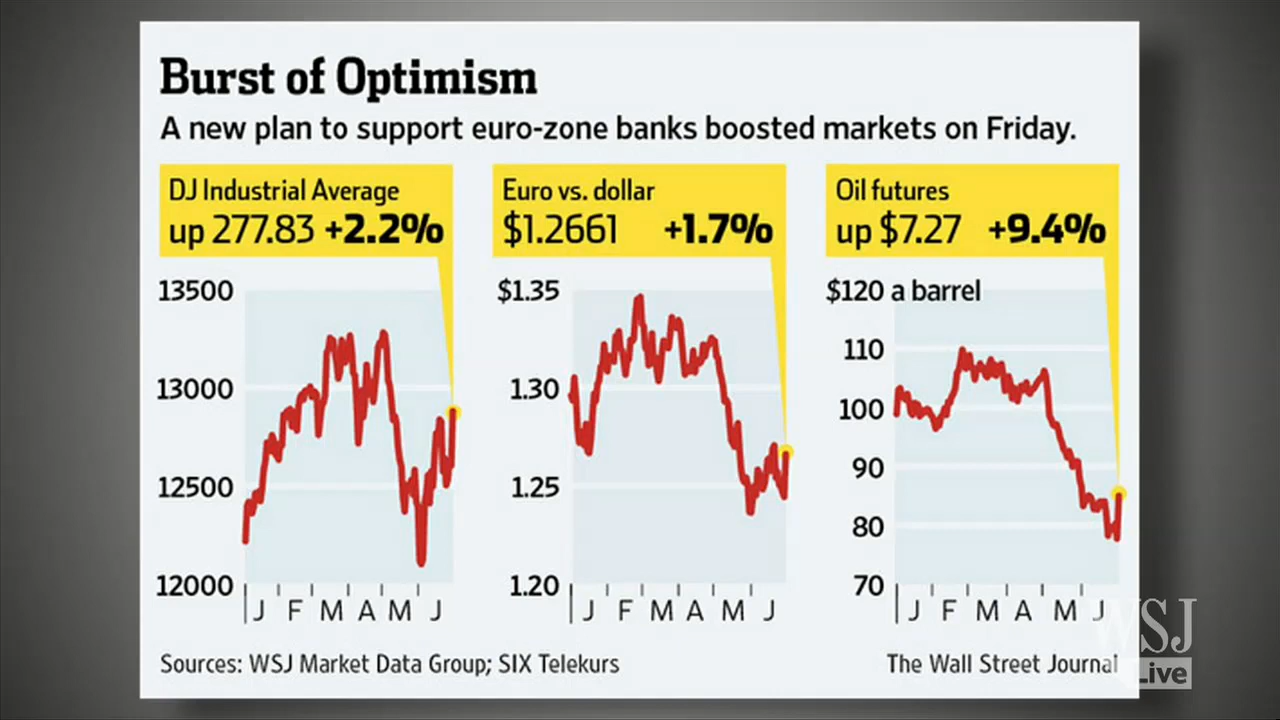 Burst of Optimism
A new plan to support euro-zone banks boosted markets on Friday.
DJ Industrial Average
up 277.83 +2.2%
13500
13000
12500
12000
J F M A M J
Euro vs. dollar
$1.2661 +1.7%
$1.35
1.30
1.25
1.20
J F M A M J
Oil futures
up $7.27 +9.4%
$120 a barrel
110
100
90
80
70
J F M A M J
Sources: WSJ Market Data Group; SIX Telekurs
The Wall Street Journal
WSJ
Live